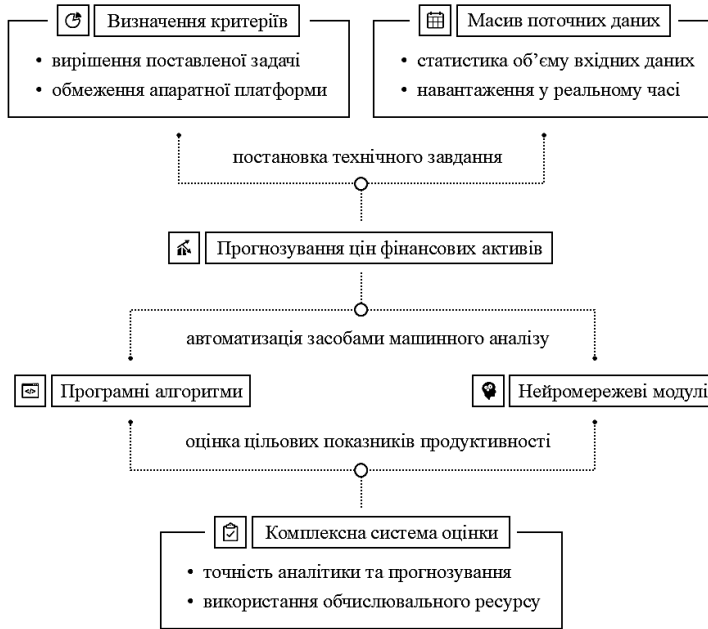 Визначення критеріїв
• вирішення поставленої задачі
• обмеження апаратної платформи
Масив поточних даних
• статистика об’єму вхідних даних
• навантаження у реальному часі
постановка технічного завдання
Прогнозування цін фінансових активів
автоматизація засобами машинного аналізу
Програмні алгоритми
Нейромережеві модулі
оцінка цільових показників продуктивності
Комплексна система оцінки
• точність аналітики та прогнозування
• використання обчислювального ресурсу